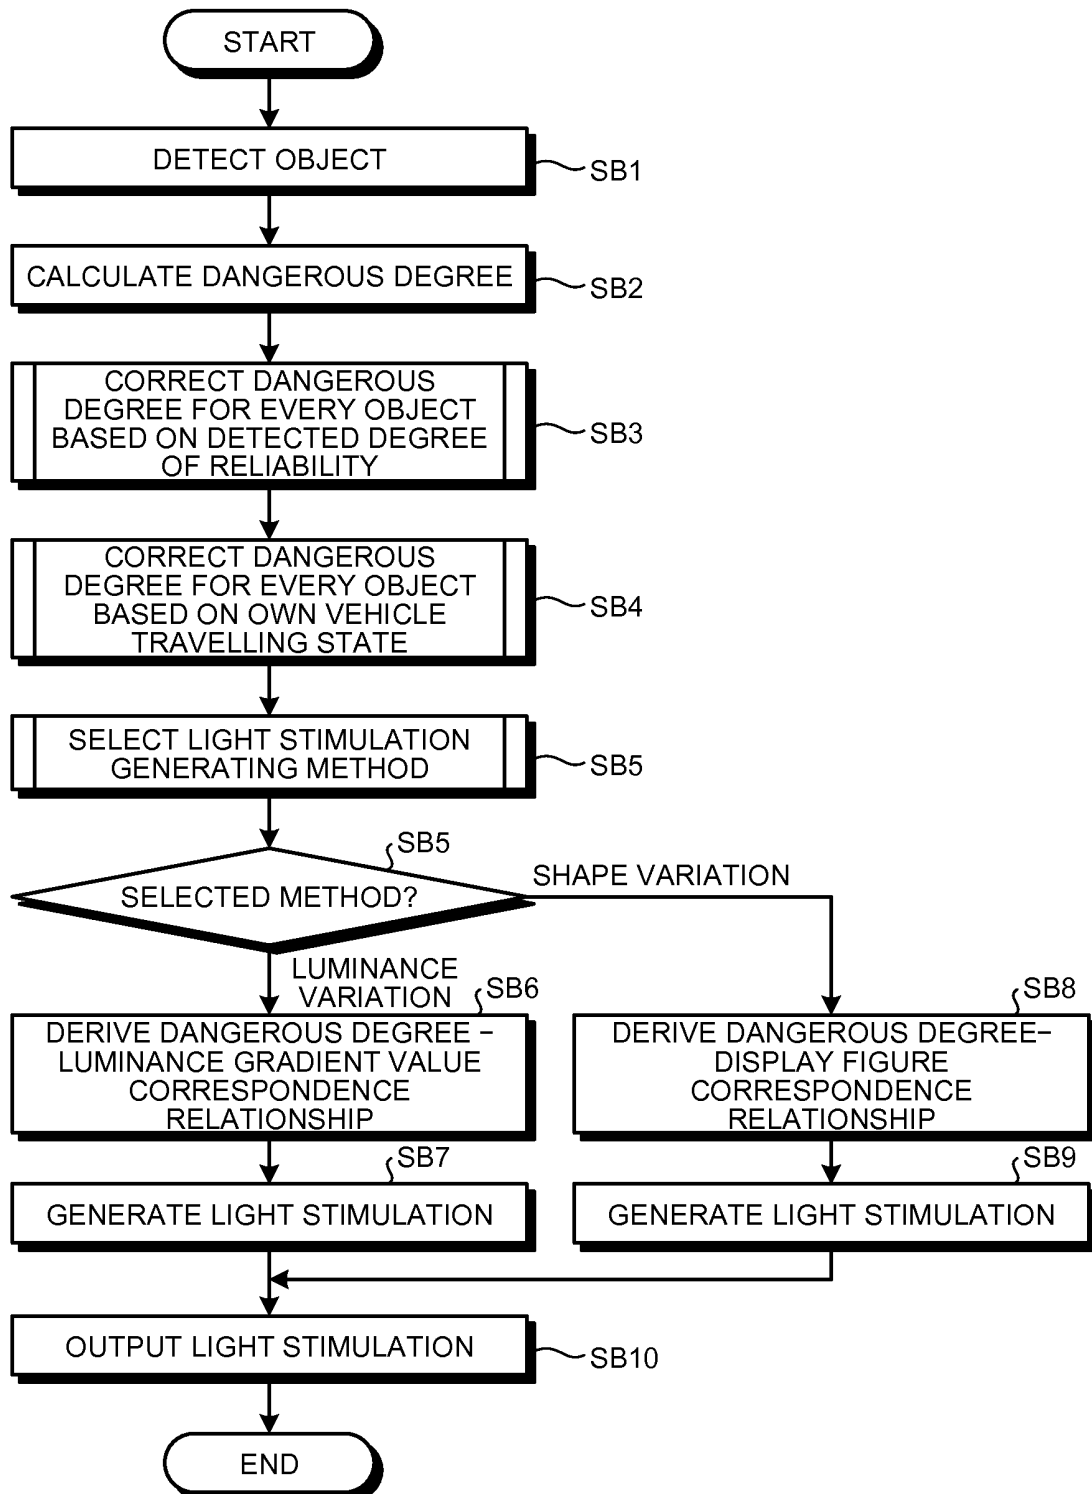 START
DETECT OBJECT
SB1
CALCULATE DANGEROUS DEGREE
SB2
CORRECT DANGEROUS
DEGREE FOR EVERY OBJECT
BASED ON DETECTED DEGREE
OF RELIABILITY
SB3
CORRECT DANGEROUS
DEGREE FOR EVERY OBJECT
BASED ON OWN VEHICLE
TRAVELLING STATE
SB4
SELECT LIGHT STIMULATION
GENERATING METHOD
SB5
SB5
SELECTED METHOD?
SHAPE VARIATION
LUMINANCE
VARIATION
SB6
DERIVE DANGEROUS DEGREE –
LUMINANCE GRADIENT VALUE
CORRESPONDENCE
RELATIONSHIP
SB8
DERIVE DANGEROUS DEGREE–
DISPLAY FIGURE
CORRESPONDENCE
RELATIONSHIP
SB7
GENERATE LIGHT STIMULATION
SB9
GENERATE LIGHT STIMULATION
OUTPUT LIGHT STIMULATION
SB10
END